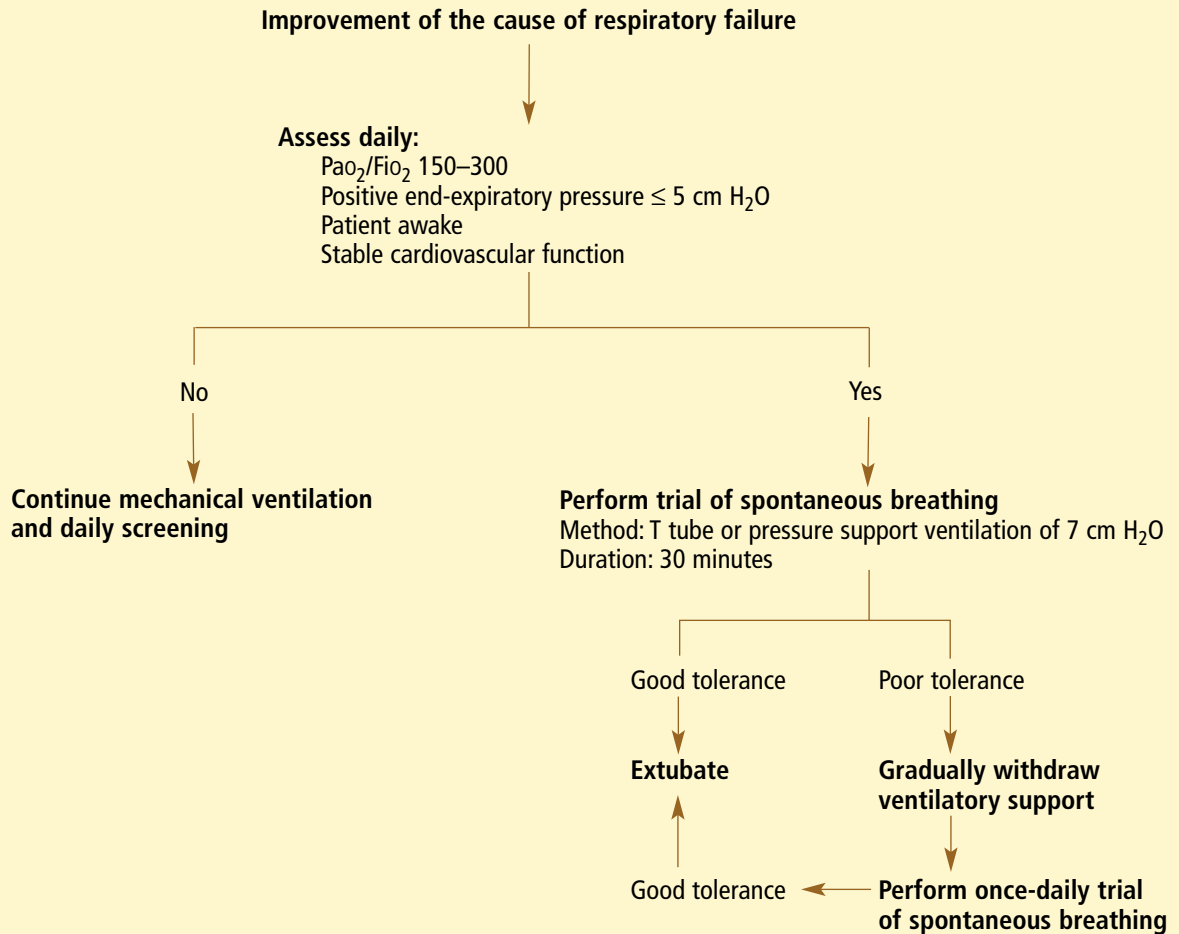 Improvement of the cause of respiratory failure
Assess daily:
Pao₂/Fio₂ 150–300
Positive end-expiratory pressure ≤ 5 cm H₂O
Patient awake
Stable cardiovascular function
No
Yes
Continue mechanical ventilation
and daily screening
Perform trial of spontaneous breathing
Method: T tube or pressure support ventilation of 7 cm H₂O
Duration: 30 minutes
Good tolerance
Poor tolerance
Extubate
Gradually withdraw
ventilatory support
Good tolerance
Perform once-daily trial
of spontaneous breathing